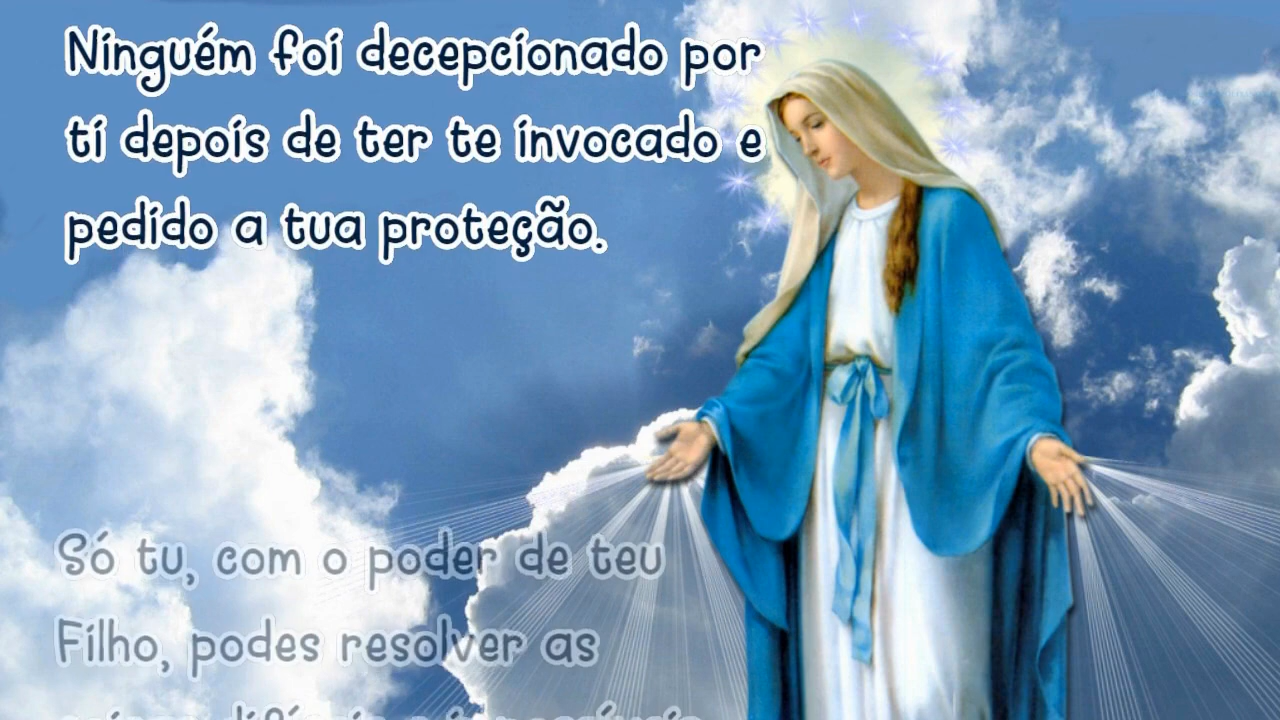 Ninguém foi decepcionado por
ti depois de ter te invocado e
pedido a tua proteção.
Só tu, com o poder de teu
Filho, podes resolver as